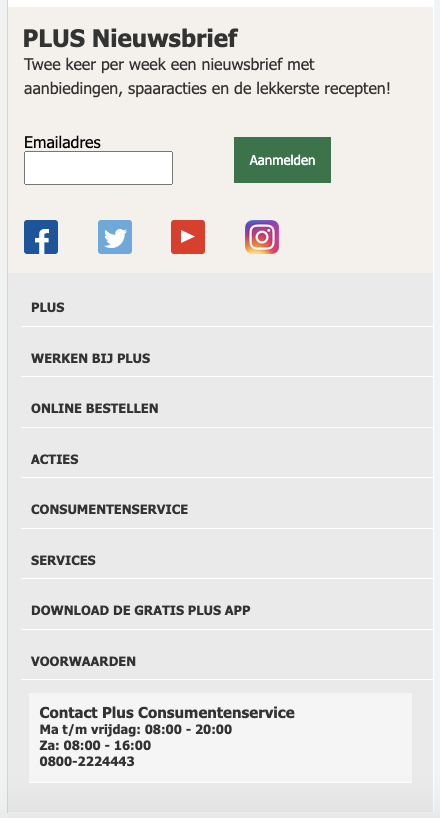 PLUS Nieuwsbrief
Twee keer per week een nieuwsbrief met
aanbiedingen, spaaracties en de lekkerste recepten!
Emailadres
Aanmelden
PLUS
WERKEN BIJ PLUS
ONLINE BESTELLEN
ACTIES
CONSUMENTENSERVICE
SERVICES
DOWNLOAD DE GRATIS PLUS APP
VOORWAARDEN
Contact Plus Consumentenservice
Ma t/m vrijdag: 08:00 - 20:00
Za: 08:00 - 16:00
0800-2224443